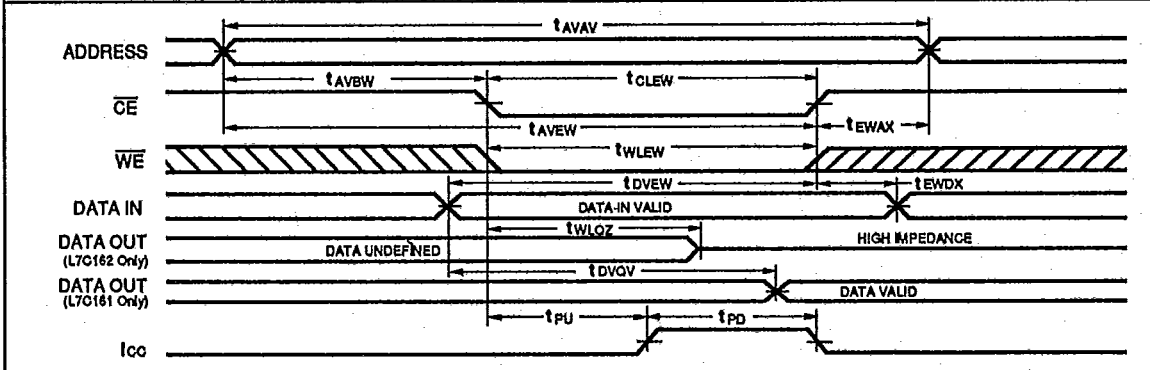 tAVAV
ADDRESS
tAVBW
tCLEW
CE
tAVEW
tEWAX
WE
tWLEW
tDVEW
tEWDX
DATA IN
DATA-IN VALID
tWLQZ
DATA OUT
(L7C162 Only)
DATA UNDEFINED
HIGH IMPEDANCE
tDVQV
DATA OUT
(L7C161 Only)
DATA VALID
tPU
tPD
Icc